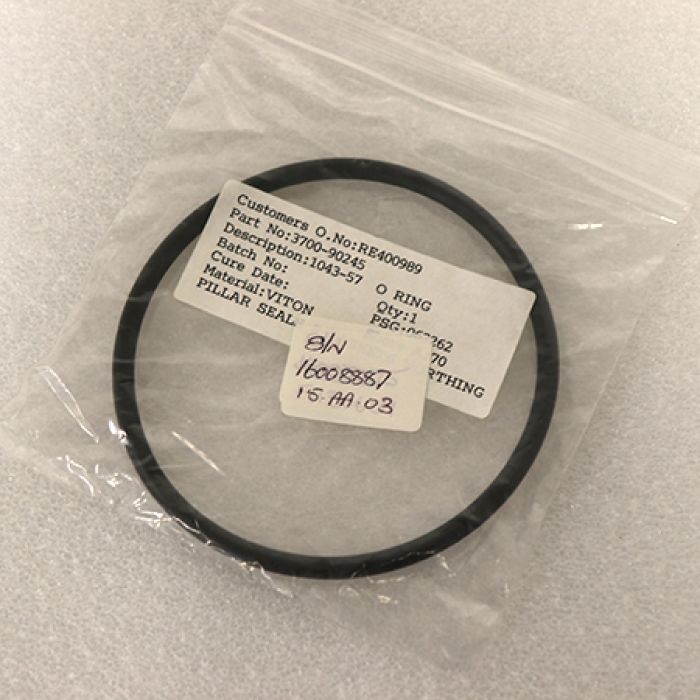 Customers O.No:RE400989
Part No:3700-90245
Description:1043-57 O RING
Batch No: Qty:1
Cure Date:
Material:VITON 70
PILLAR SEAL
16008887
15.AA.03